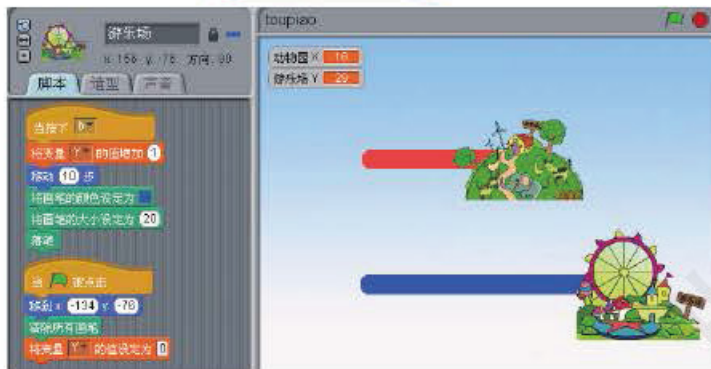 游乐场
toupiao
x: 156 y: -76 方向: 90
脚本 造型 声音
动物园 X 16
游乐场 Y 29
当按下 b
将变量 Y 的值增加 1
移动 10 步
将画笔的颜色设定为
将画笔的大小设定为 20
落笔
当 被点击
移到 x: -134 y: -76
清除所有画笔
将变量 Y 的值设定为 0